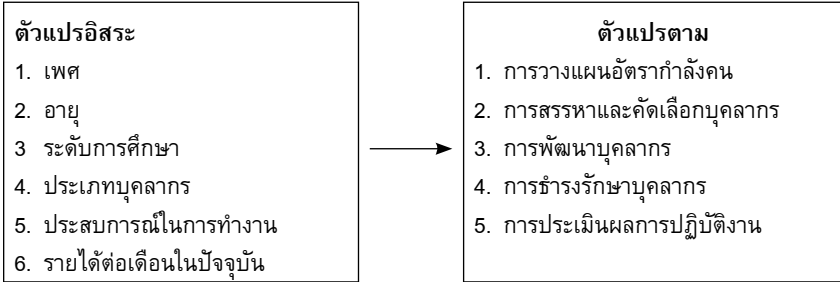 ตัวแปรอิสระ
1. เพศ
2. อายุ
3 ระดับการศึกษา
4. ประเภทบุคลากร
5. ประสบการณ์ในการทำงาน
6. รายได้ต่อเดือนในปัจจุบัน
ตัวแปรตาม
1. การวางแผนอัตรากำลังคน
2. การสรรหาและคัดเลือกบุคลากร
3. การพัฒนาบุคลากร
4. การธำรงรักษาบุคลากร
5. การประเมินผลการปฏิบัติงาน